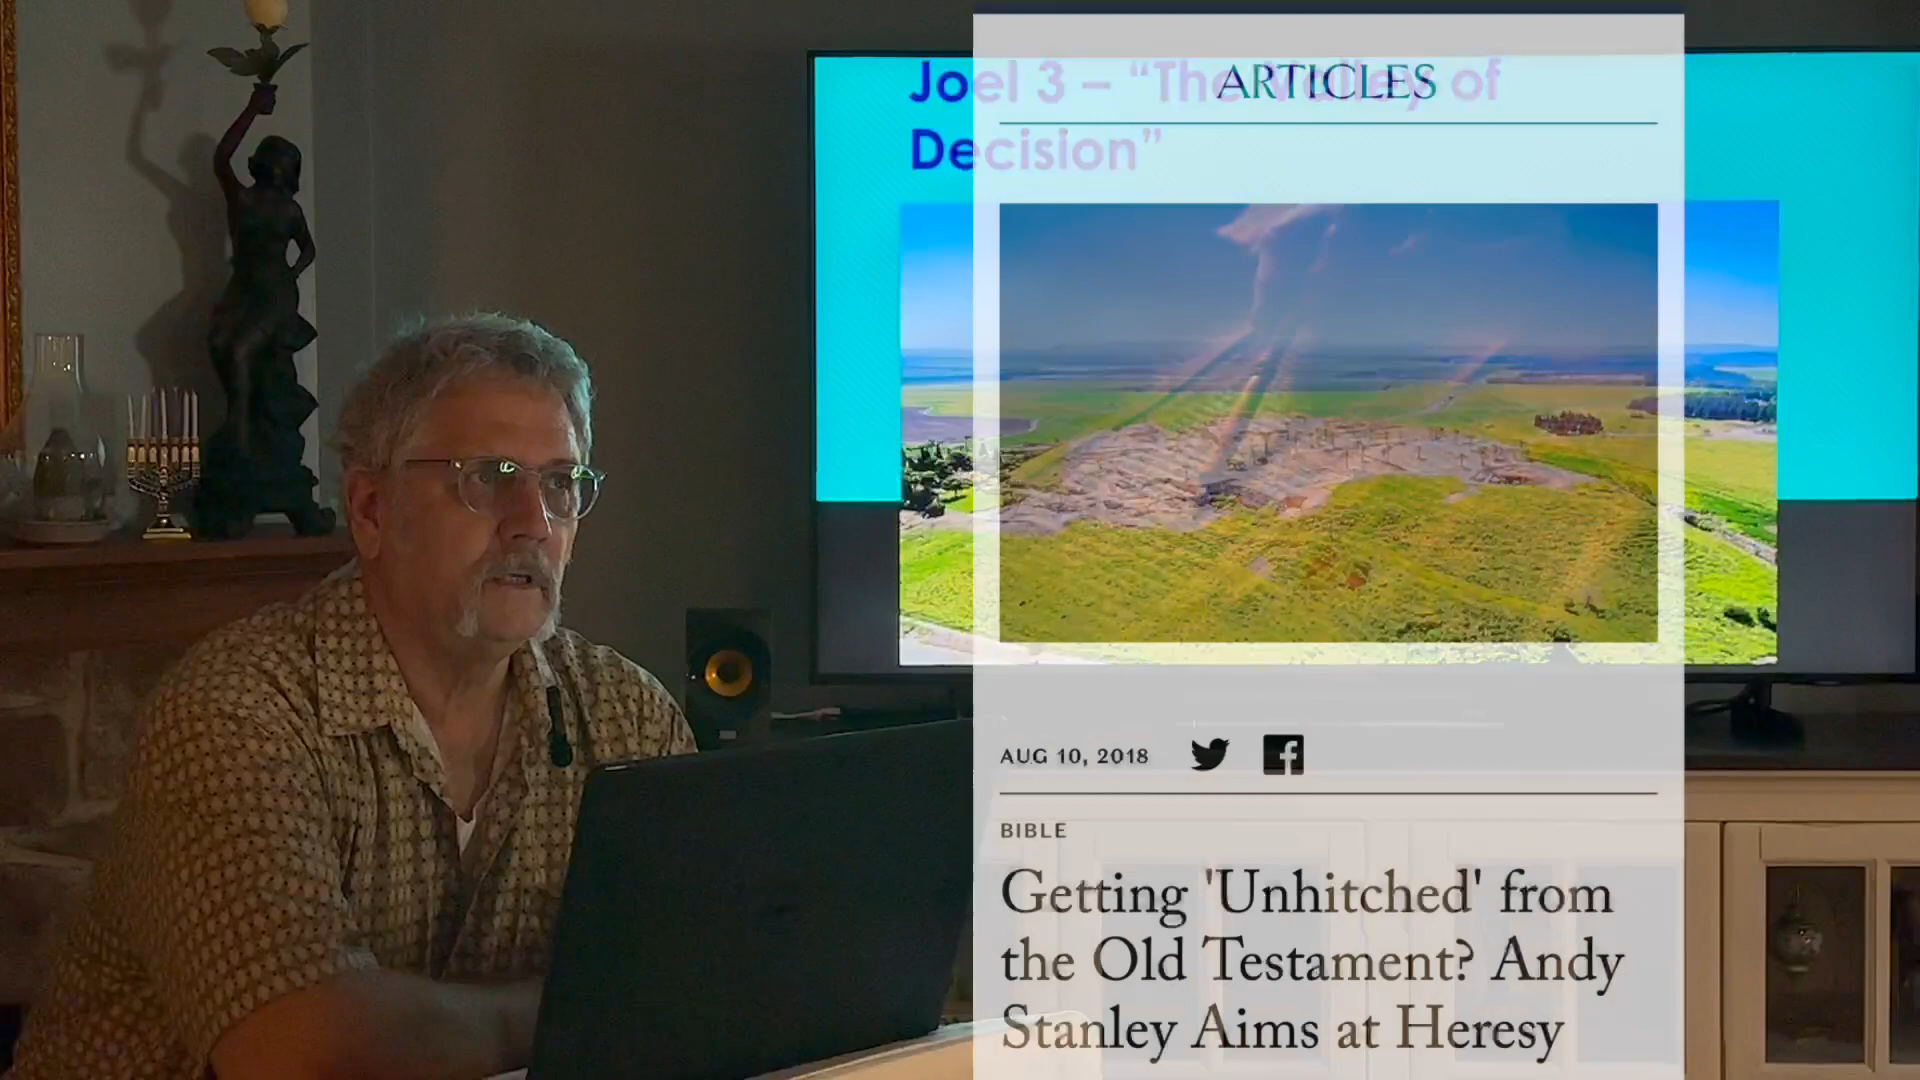 Joel 3 – “The Valley of
Decision”
ARTICLES
AUG 10, 2018
BIBLE
Getting 'Unhitched' from
the Old Testament? Andy
Stanley Aims at Heresy